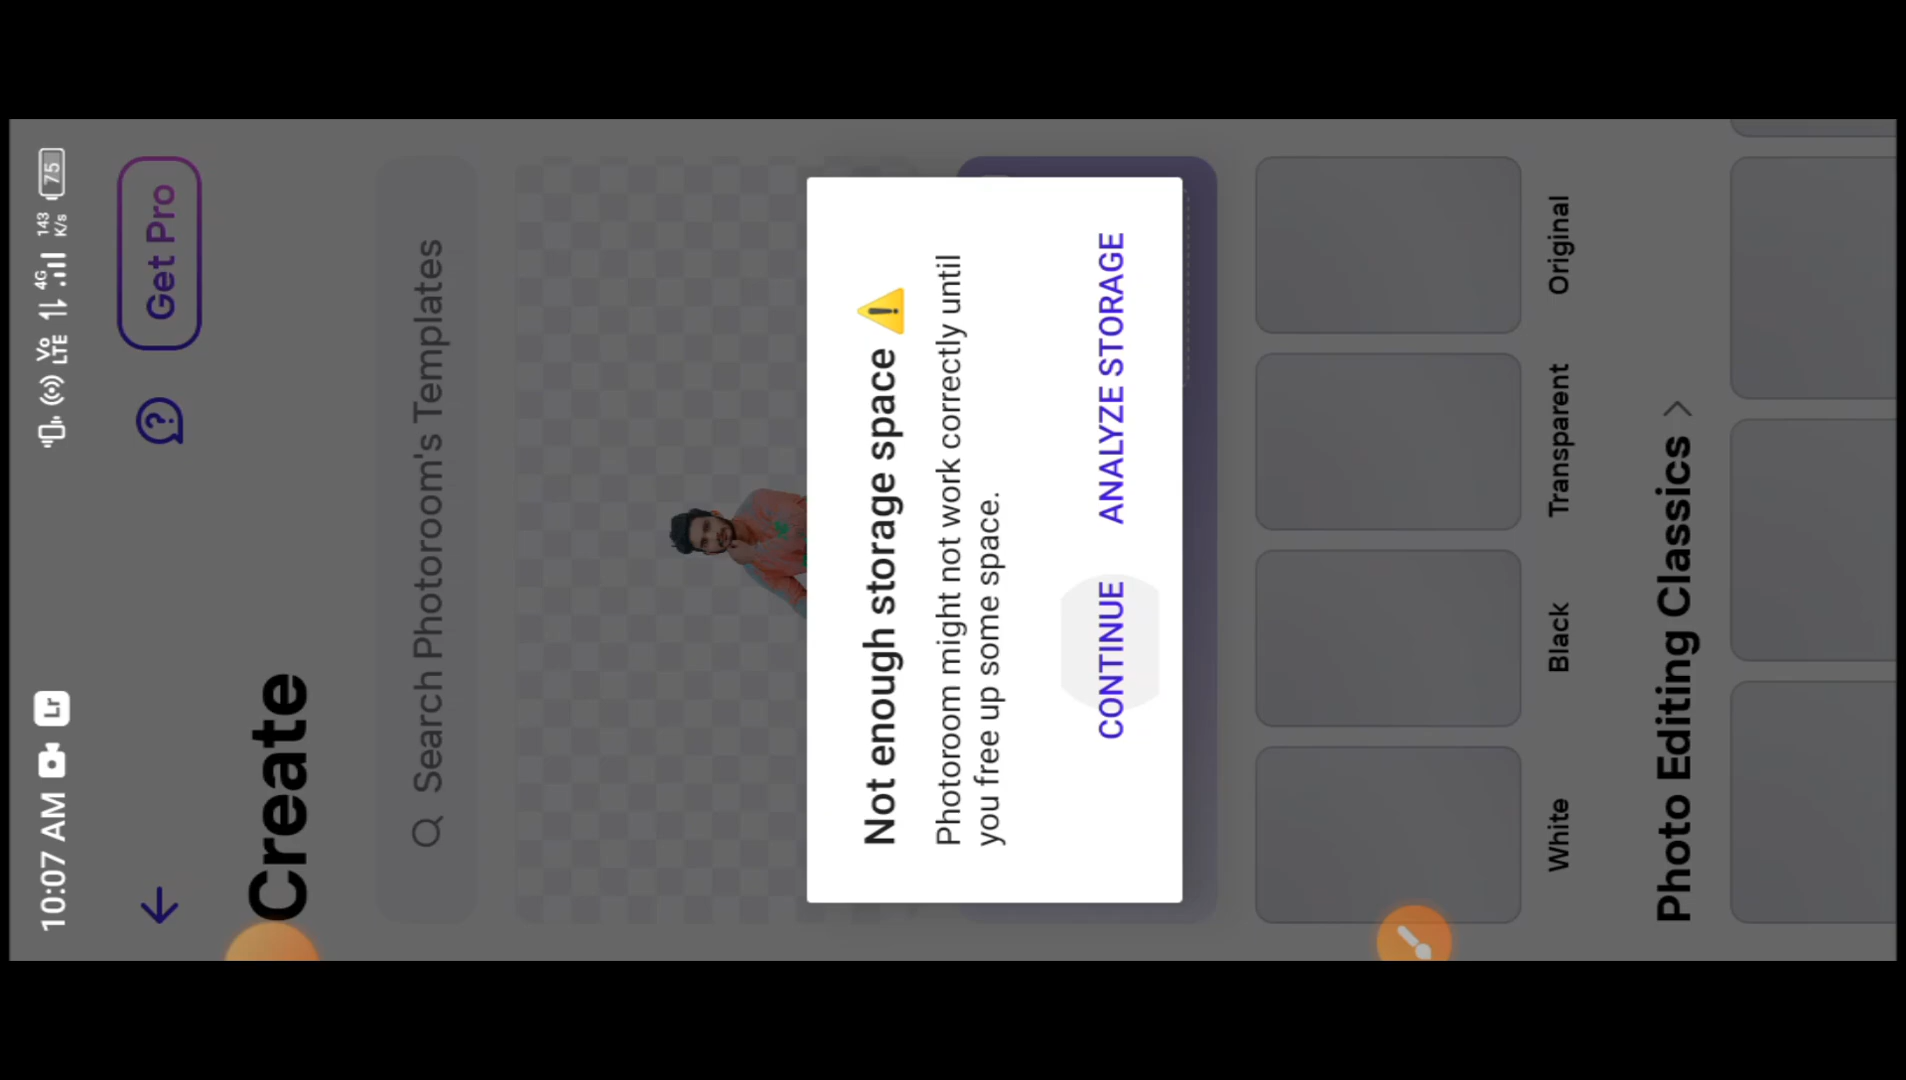 10:07 AM Lr Vo LTE 4G 143 K/s 75
Get Pro
Create
Search Photoroom's Templates
Not enough storage space ⚠️
Photoroom might not work correctly until
you free up some space.
CONTINUE ANALYZE STORAGE
White Black Transparent Original
Photo Editing Classics >